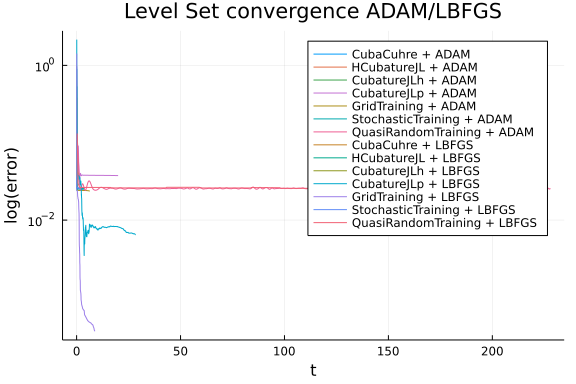 Level Set convergence ADAM/LBFGS
log(error)
10⁰
10⁻²
CubaCuhre + ADAM
HCubatureJL + ADAM
CubatureJLh + ADAM
CubatureJLp + ADAM
GridTraining + ADAM
StochasticTraining + ADAM
QuasiRandomTraining + ADAM
CubaCuhre + LBFGS
HCubatureJL + LBFGS
CubatureJLh + LBFGS
CubatureJLp + LBFGS
GridTraining + LBFGS
StochasticTraining + LBFGS
QuasiRandomTraining + LBFGS
0 50 100 150 200
t